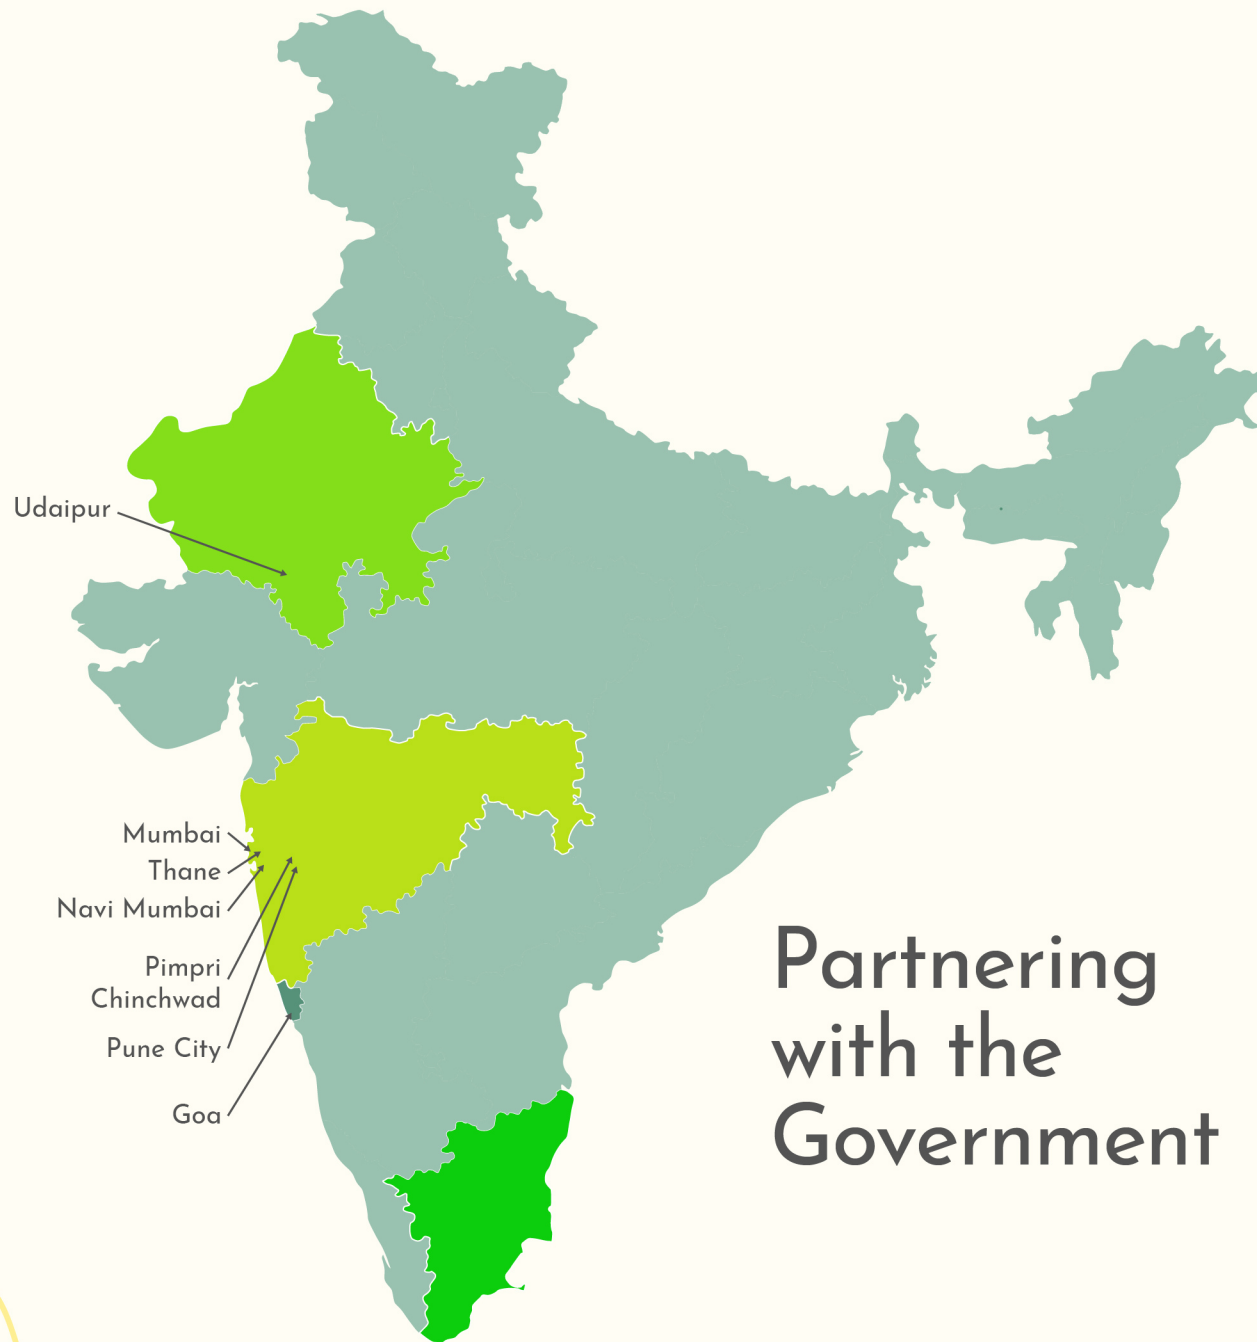 Udaipur
Mumbai
Thane
Navi Mumbai
Pimpri
Chinchwad
Pune City
Goa
Partnering
with the
Government